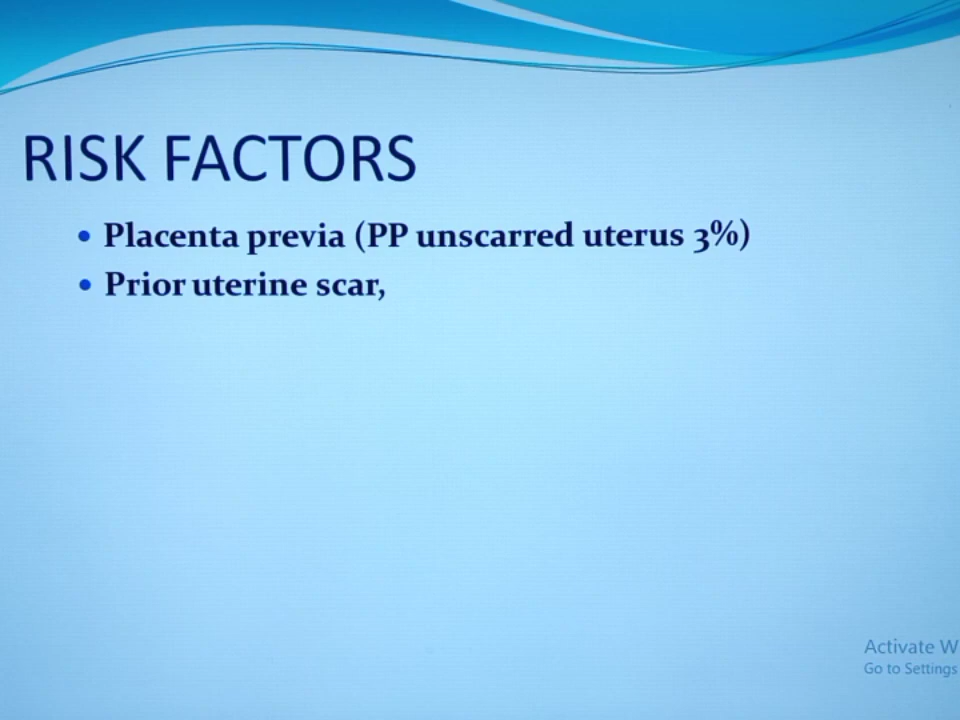 RISK FACTORS
• Placenta previa (PP unscarred uterus 3%)
• Prior uterine scar,
Activate W
Go to Settings